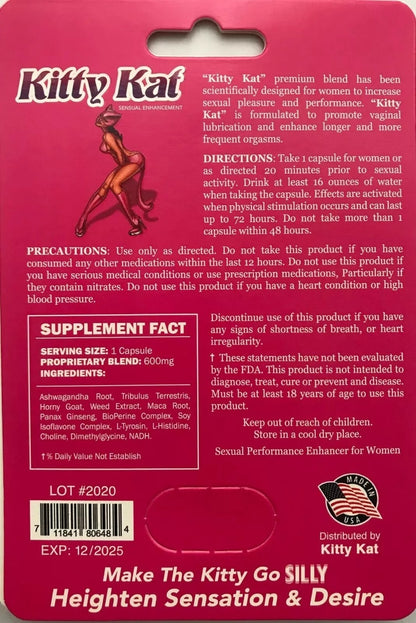 Kitty Kat
SENSUAL ENHANCEMENT
"Kitty Kat" premium blend has been
scientifically designed for women to increase
sexual pleasure and performance. "Kitty
Kat" is formulated to promote vaginal
lubrication and enhance longer and more
frequent orgasms.
DIRECTIONS: Take 1 capsule for women or
as directed 20 minutes prior to sexual
activity. Drink at least 16 ounces of water
when taking the capsule. Effects are activated
when physical stimulation occurs and can last
up to 72 hours. Do not take more than 1
capsule within 48 hours.
PRECAUTIONS: Use only as directed. Do not take this product if you have
consumed any other medications within the last 12 hours. Do not use this product if
you have serious medical conditions or use prescription medications, Particularly if
they contain nitrates. Do not use this product if you have a heart condition or high
blood pressure.
SUPPLEMENT FACT
SERVING SIZE: 1 Capsule
PROPRIETARY BLEND: 600mg
INGREDIENTS:
Ashwagandha Root, Tribulus Terrestris,
Horny Goat, Weed Extract, Maca Root,
Panax Ginseng, BioPerine Complex, Soy
Isoflavone Complex, L-Tyrosin, L-Histidine,
Choline, Dimethylglycine, NADH.
†% Daily Value Not Establish
Discontinue use of this product if you have
any signs of shortness of breath, or heart
irregularity.
† These statements have not been evaluated
by the FDA. This product is not intended to
diagnose, treat, cure or prevent and disease.
Must be at least 18 years of age to use this
product.
Keep out of reach of children.
Store in a cool dry place.
Sexual Performance Enhancer for Women
LOT #2020
7 11841 80648 4
EXP: 12/2025
MADE IN
USA
Distributed by
Kitty Kat
Make The Kitty Go SILLY
Heighten Sensation & Desire